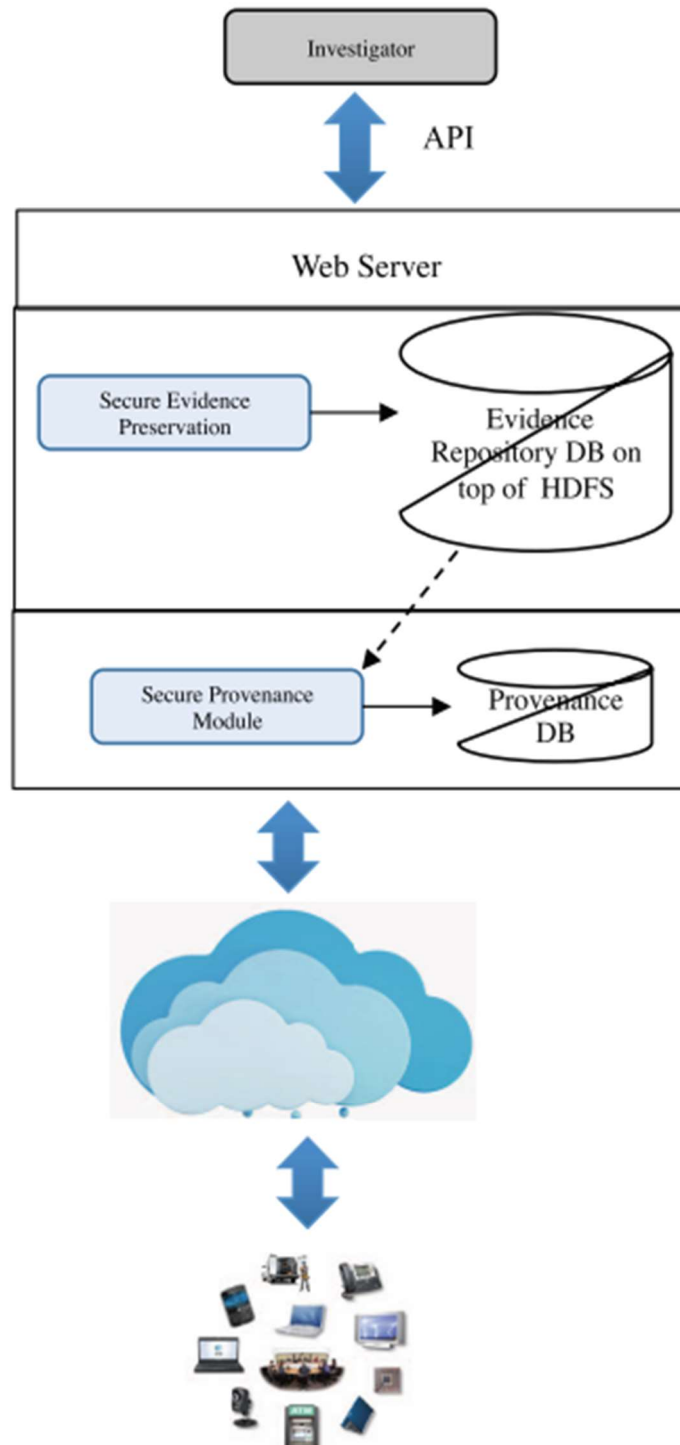 Investigator
API
Web Server
Secure Evidence
Preservation
Evidence
Repository DB on
top of HDFS
Secure Provenance
Module
Provenance
DB
ATM